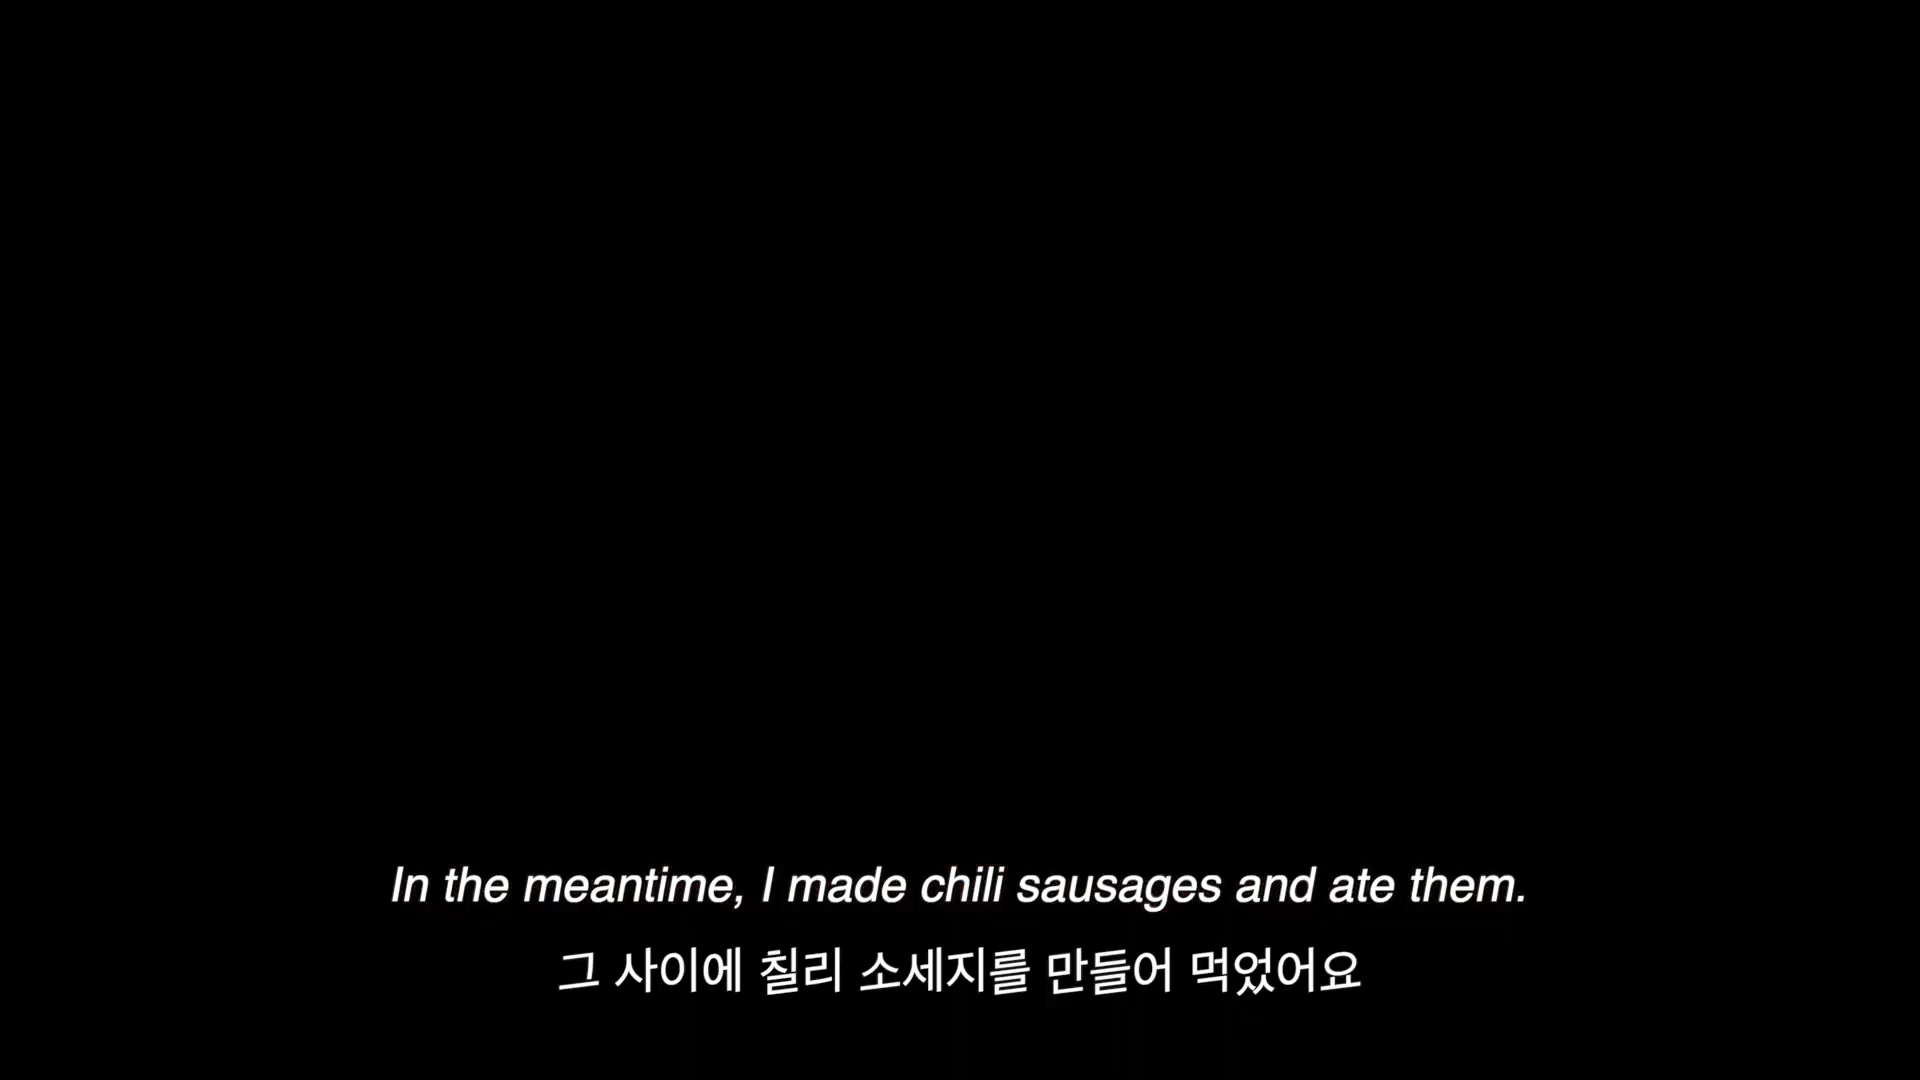 In the meantime, I made chili sausages and ate them.
그 사이에 칠리 소세지를 만들어 먹었어요